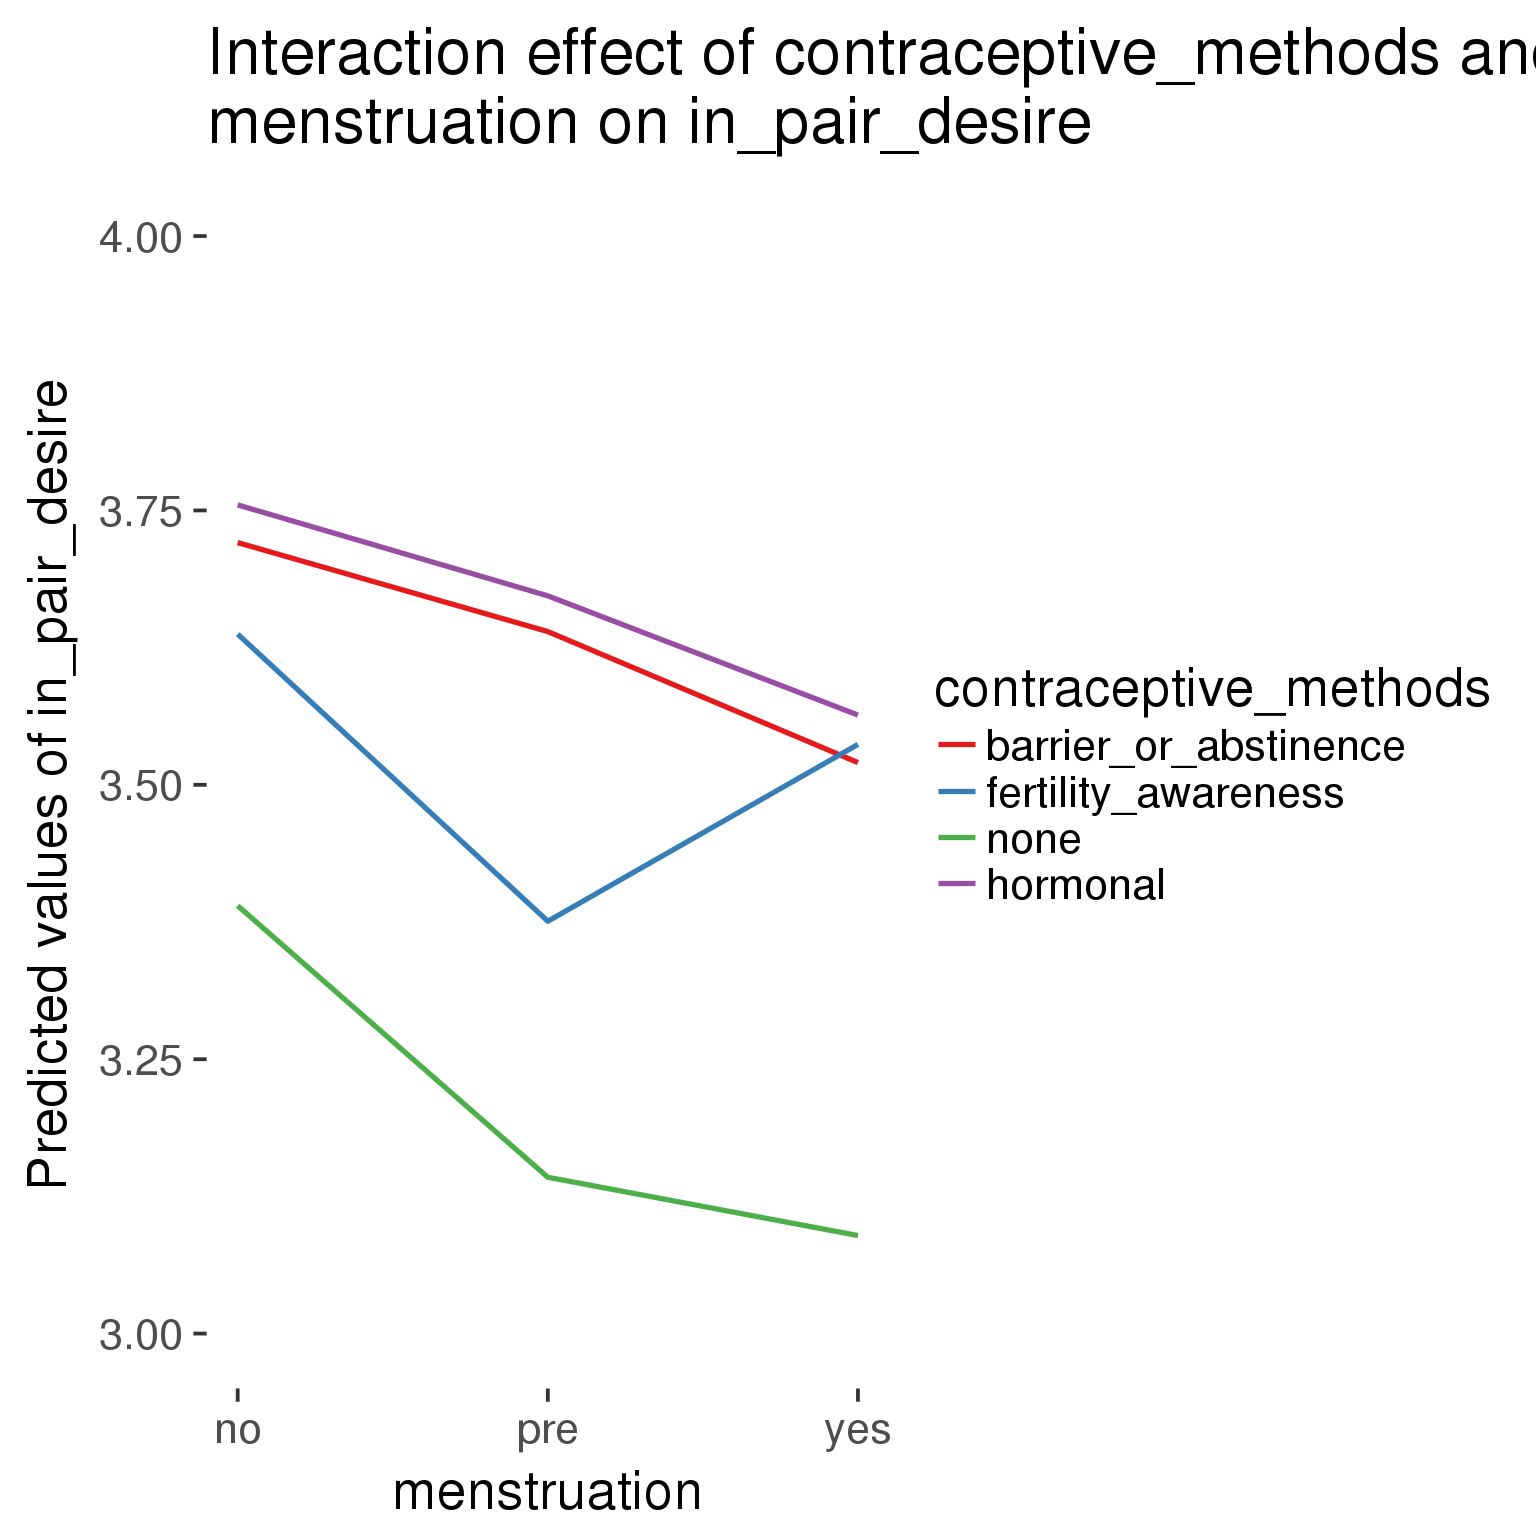 Interaction effect of contraceptive_methods an
menstruation on in_pair_desire
Predicted values of in_pair_desire
4.00
3.75
3.50
3.25
3.00
no pre yes
menstruation
contraceptive_methods
barrier_or_abstinence
fertility_awareness
none
hormonal